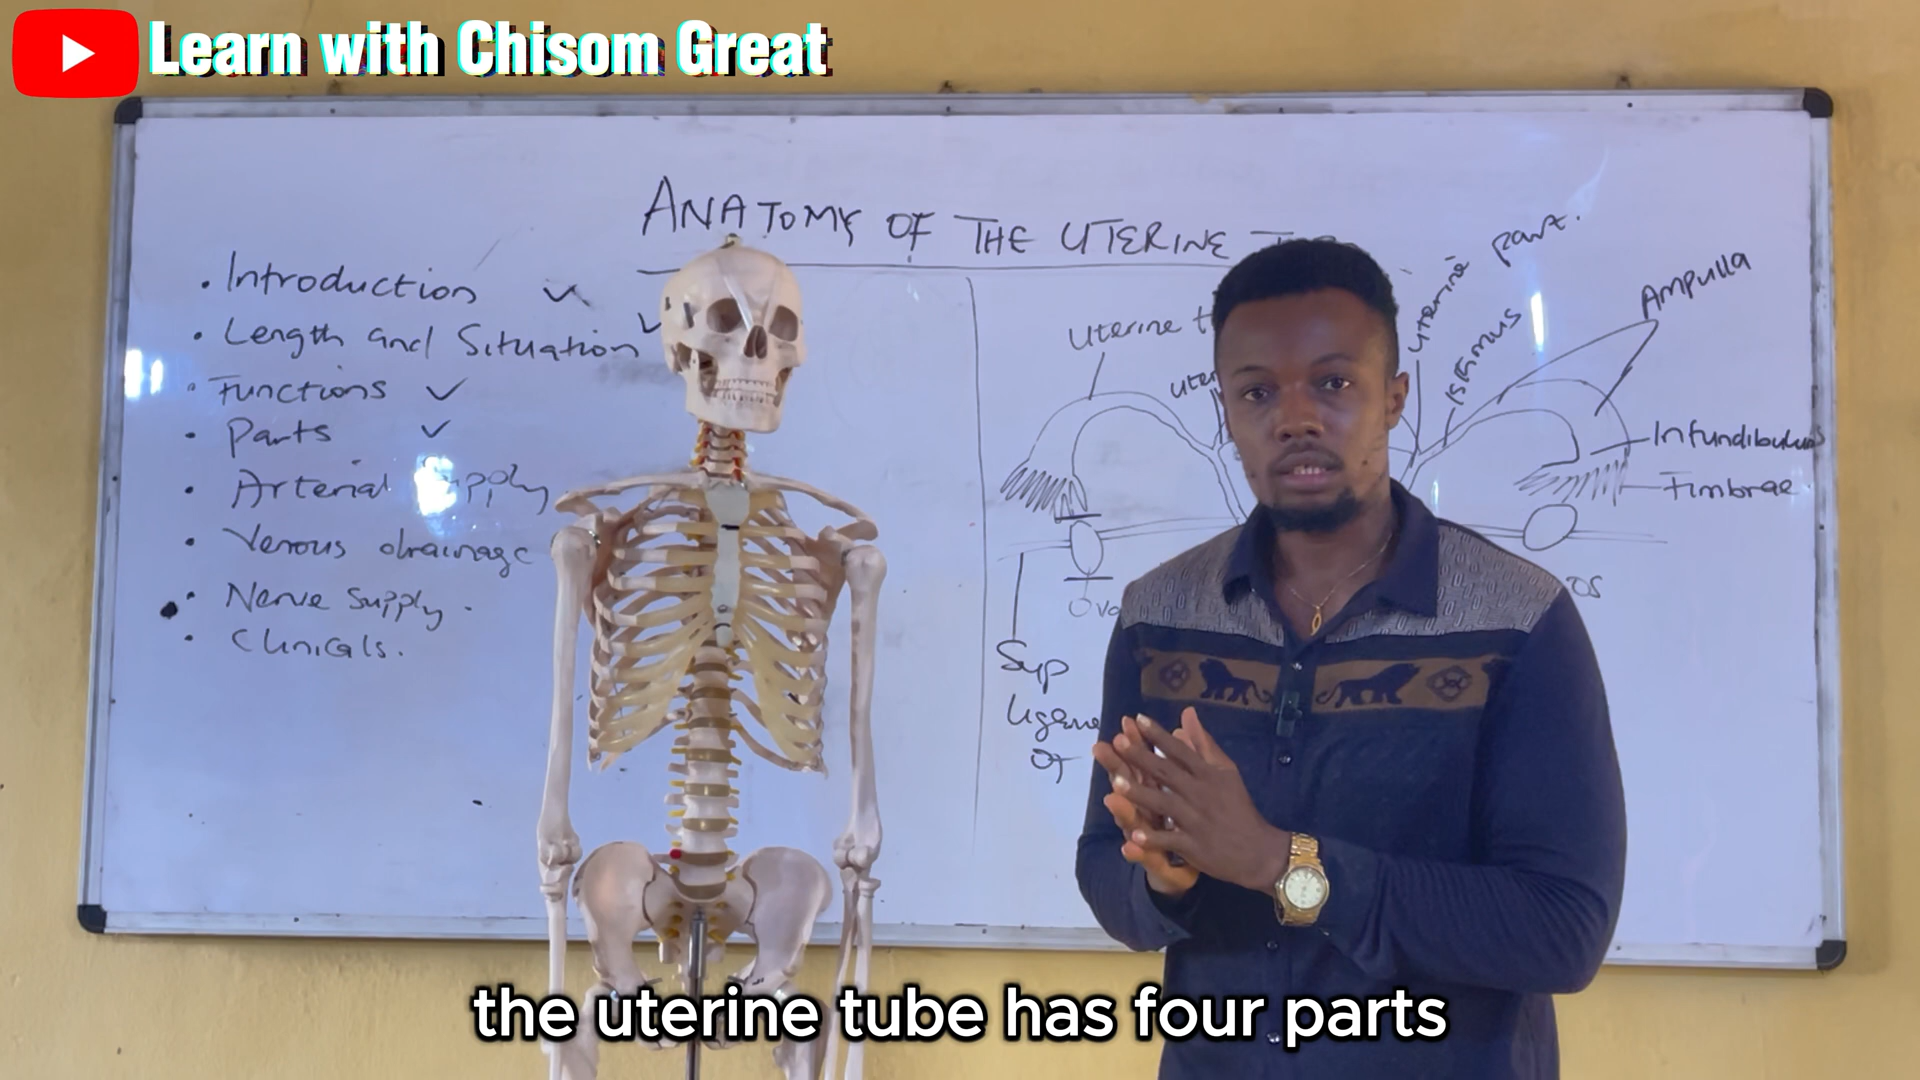 Learn with Chisom Great
ANATOMY OF THE UTERINE
• Introduction
• Length and Situation
• Functions
• Parts
• Arterial Supply
• Venous drainage
• Nerve Supply.
• Clinicals.
Uterine
uterine part.
Isthmus
Ampulla
Infundibulum
Fimbrae
Sup
Of
the uterine tube has four parts